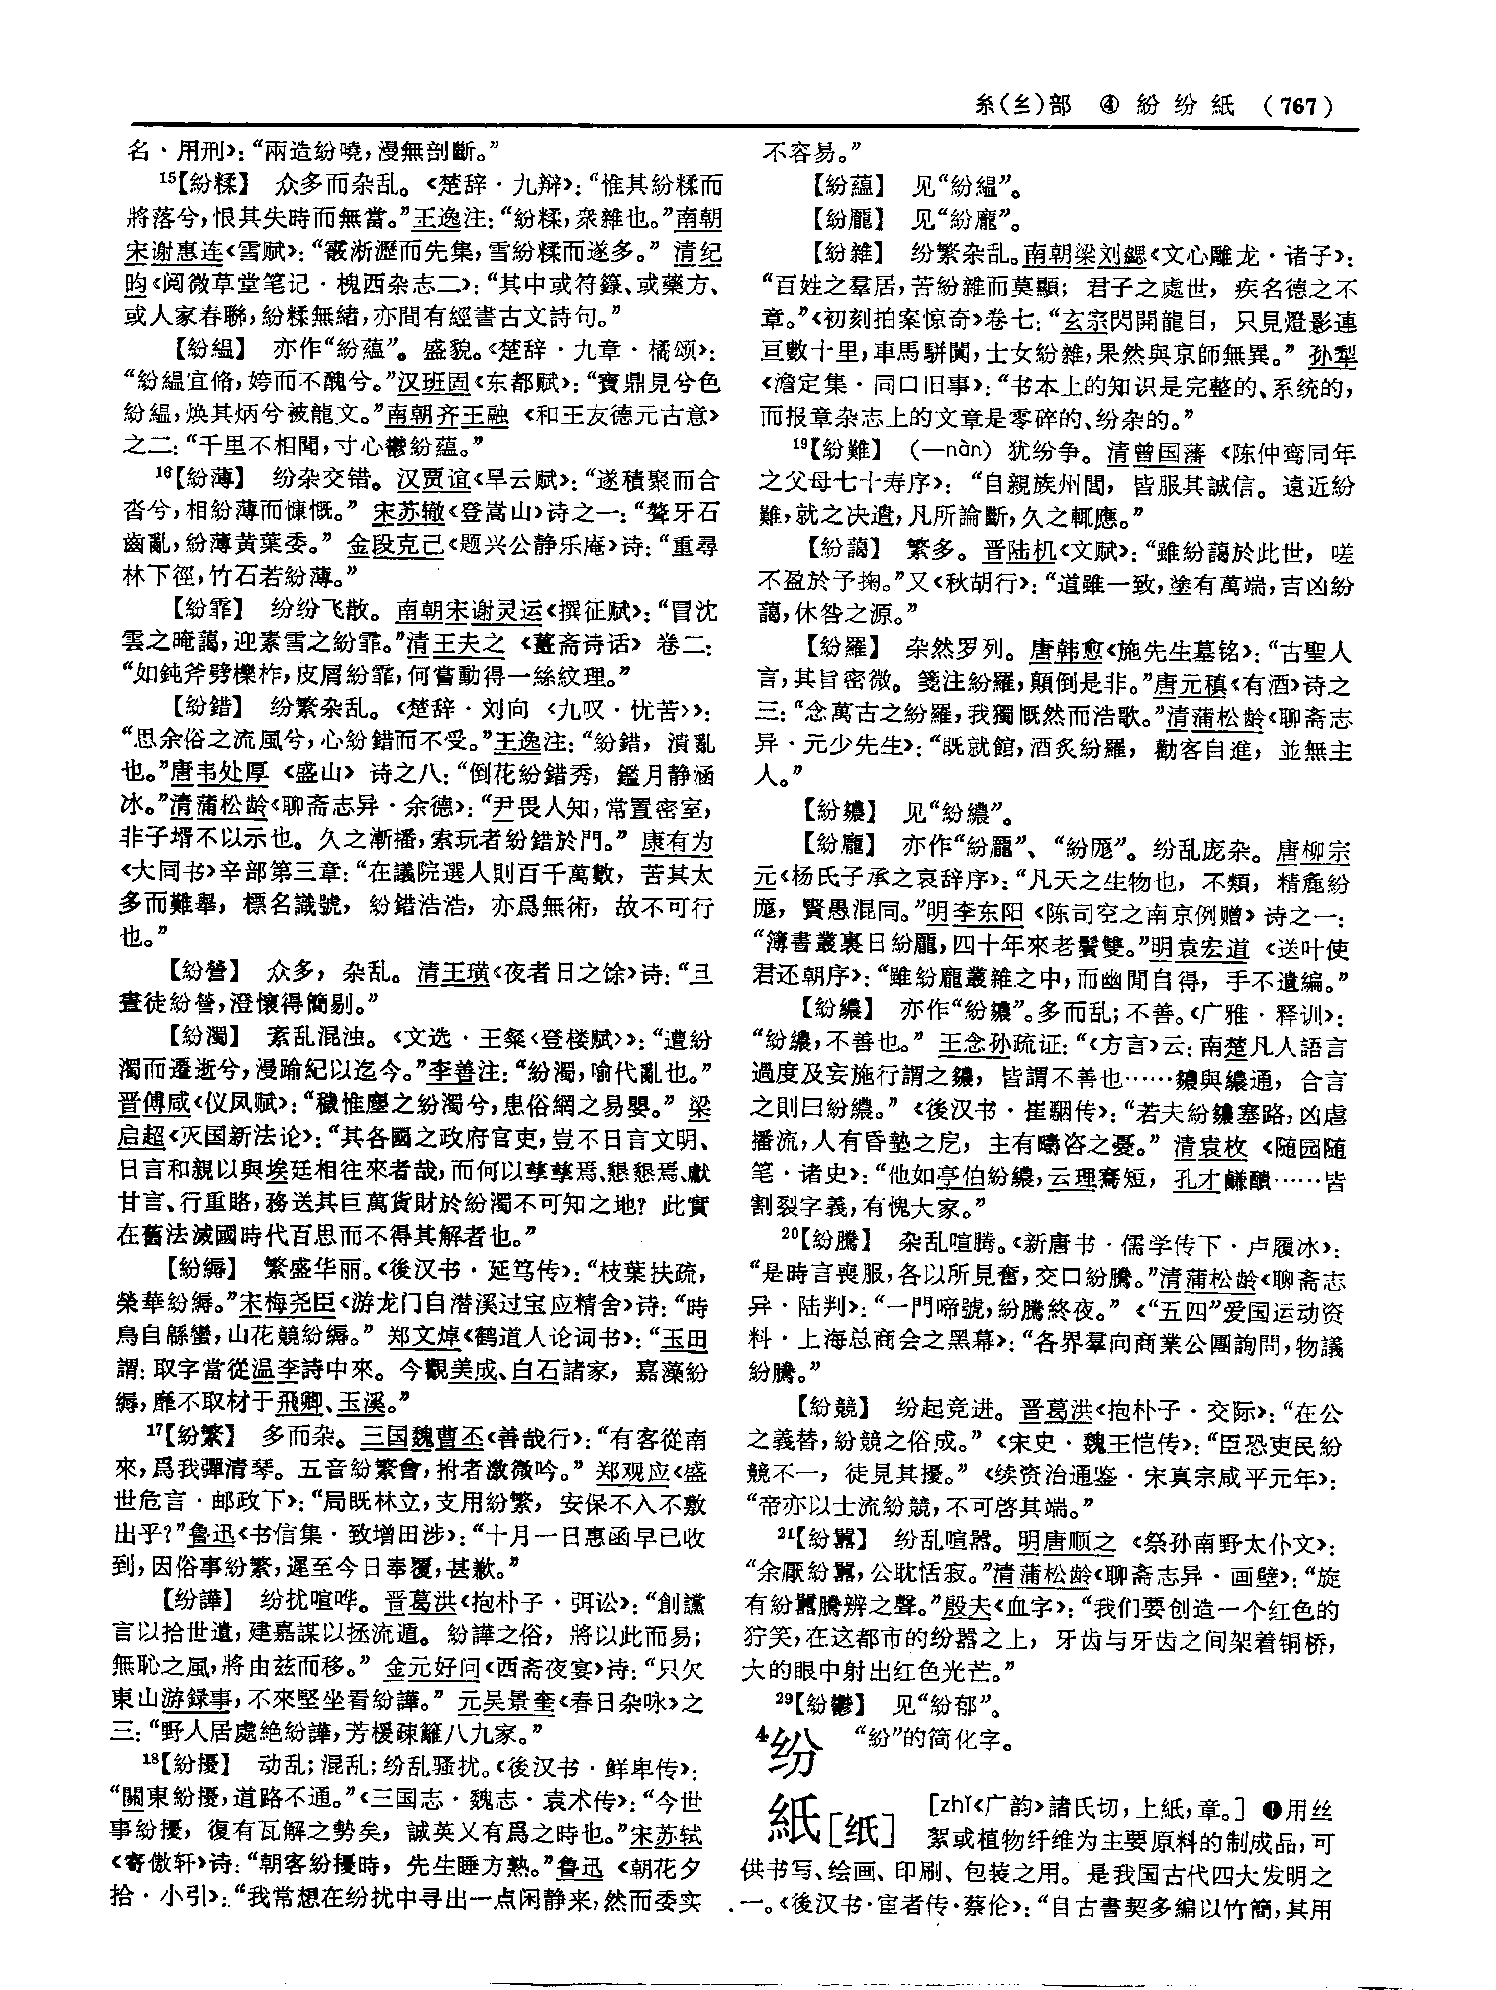 糸(纟)部 ④ 紛纷紙 (767)
名·用刑》:“兩造紛嘵,漫無剖斷。”
15【紛糅】 众多而杂乱。《楚辞·九辩》:“惟其紛糅而
將落兮,恨其失時而無當。”王逸注:“紛糅,衆雜也。”南朝
宋谢惠连《雪赋》:“霰淅瀝而先集,雪紛糅而遂多。” 清纪
昀《阅微草堂笔记·槐西杂志二》:“其中或符籙、或藥方、
或人家春聯,紛糅無緒,亦間有經書古文詩句。”
【紛緼】 亦作“紛蕴”。盛貌。《楚辞·九章·橘颂》:
“紛緼宜脩,姱而不醜兮。”汉班固《东都赋》:“寶鼎見兮色
紛緼,煥其炳兮被龍文。”南朝齐王融《和王友德元古意》
之二:“千里不相聞,寸心鬱紛蕴。”
16【紛薄】 纷杂交错。汉贾谊《旱云赋》:“遂積聚而合
沓兮,相紛薄而慷慨。” 宋苏辙《登嵩山》诗之一:“聱牙石
齒亂,紛薄黄葉委。” 金段克己《题兴公静乐庵》诗:“重尋
林下徑,竹石若紛薄。”
【紛霏】 纷纷飞散。南朝宋谢灵运《撰征赋》:“冒沈
雲之晻藹,迎素雪之紛霏。”清王夫之《薑斋诗话》卷二:
“如鈍斧劈櫟柞,皮屑紛霏,何嘗動得一絲紋理。”
【紛錯】 纷繁杂乱。《楚辞·刘向〈九叹·忧苦〉》:
“思余俗之流風兮,心紛錯而不受。”王逸注:“紛錯,潰亂
也。”唐韦处厚《盛山》诗之八:“倒花紛錯秀,鑑月静涵
冰。”清蒲松龄《聊斋志异·余德》:“尹畏人知,常置密室,
非子壻不以示也。久之漸播,索玩者紛錯於門。” 康有为
《大同书》辛部第三章:“在議院選人則百千萬數,苦其太
多而難舉,標名識號,紛錯浩浩,亦爲無術,故不可行
也。”
【紛營】 众多,杂乱。清王璜《夜者日之馀》诗:“旦
晝徒紛營,澄懷得簡剔。”
【紛濁】 紊乱混浊。《文选·王粲〈登楼赋〉》:“遭紛
濁而遷逝兮,漫踰紀以迄今。”李善注:“紛濁,喻代亂也。”
晋傅咸《仪凤赋》:“穢惟塵之紛濁兮,患俗網之易嬰。” 梁
启超《灭国新法论》:“其各國之政府官吏,豈不日言文明、
日言和親以與埃廷相往來者哉,而何以孳孳焉、懇懇焉、獻
甘言、行重賂,務送其巨萬貨財於紛濁不可知之地?此實
在舊法滅國時代百思而不得其解者也。”
【紛縟】 繁盛华丽。《後汉书·延笃传》:“枝葉扶疏,
榮華紛縟。”宋梅尧臣《游龙门自潜溪过宝应精舍》诗:“時
鳥自緜蠻,山花競紛縟。” 郑文焯《鹤道人论词书》:“玉田
謂:取字當從温李詩中來。今觀美成、白石諸家,嘉藻紛
縟,靡不取材于飛卿、玉溪。”
17【紛繁】 多而杂。三国魏曹丕《善哉行》:“有客從南
來,爲我彈清琴。五音紛繁會,拊者激微吟。” 郑观应《盛
世危言·邮政下》:“局既林立,支用紛繁,安保不入不敷
出乎?”鲁迅《书信集·致增田涉》:“十月一日惠函早已收
到,因俗事紛繁,遲至今日奉覆,甚歉。”
【紛譁】 纷扰喧哗。晋葛洪《抱朴子·弭讼》:“創讜
言以拾世遺,建嘉謀以拯流遁。紛譁之俗,將以此而易;
無恥之風,將由兹而移。” 金元好问《西斋夜宴》诗:“只欠
東山游録事,不來堅坐看紛譁。” 元吴景奎《春日杂咏》之
三:“野人居處絶紛譁,芳楥疎籬八九家。”
18【紛擾】 动乱;混乱;纷乱骚扰。《後汉书·鲜卑传》:
“關東紛擾,道路不通。”《三国志·魏志·袁术传》:“今世
事紛擾,復有瓦解之勢矣,誠英乂有爲之時也。”宋苏轼
《寄傲轩》诗:“朝客紛擾時,先生睡方熟。”鲁迅《朝花夕
拾·小引》:“我常想在纷扰中寻出一点闲静来,然而委实
不容易。”
【紛蕴】 见“紛緼”。
【紛龎】 见“紛龐”。
【紛雜】 纷繁杂乱。南朝梁刘勰《文心雕龙·诸子》:
“百姓之羣居,苦紛雜而莫顯;君子之處世,疾名德之不
章。”《初刻拍案惊奇》卷七:“玄宗閃開龍目,只見燈影連
亘數十里,車馬駢闐,士女紛雜,果然與京師無異。” 孙犁
《澹定集·同口旧事》:“书本上的知识是完整的、系统的,
而报章杂志上的文章是零碎的、纷杂的。”
19【紛難】 (—nàn) 犹纷争。清曾国藩《陈仲鸾同年
之父母七十寿序》:“自親族州閭,皆服其誠信。遠近紛
難,就之决遣,凡所論斷,久之輒應。”
【紛藹】 繁多。晋陆机《文赋》:“雖紛藹於此世,嗟
不盈於予掬。”又《秋胡行》:“道雖一致,塗有萬端,吉凶紛
藹,休咎之源。”
【紛羅】 杂然罗列。唐韩愈《施先生墓铭》:“古聖人
言,其旨密微。箋注紛羅,顛倒是非。”唐元稹《有酒》诗之
三:“念萬古之紛羅,我獨慨然而浩歌。”清蒲松龄《聊斋志
异·元少先生》:“既就館,酒炙紛羅,勸客自進,並無主
人。”
【紛繷】 见“紛繷”。
【紛龐】 亦作“紛龎”、“紛厖”。纷乱庞杂。唐柳宗
元《杨氏子承之哀辞序》:“凡天之生物也,不類,精麄紛
厖,賢愚混同。”明李东阳《陈司空之南京例赠》诗之一:
“簿書叢裏日紛龎,四十年來老鬢雙。”明袁宏道《送叶使
君还朝序》:“雖紛龐叢雜之中,而幽閒自得,手不遺编。”
【紛繷】 亦作“紛繷”。多而乱;不善。《广雅·释训》:
“紛繷,不善也。” 王念孙疏证:“《方言》云:南楚凡人語言
過度及妄施行謂之,皆謂不善也……與繷通,合言
之則曰紛繷。”《後汉书·崔駰传》:“若夫紛塞路,凶虐
播流,人有昏墊之戹,主有疇咨之憂。” 清袁枚《随园随
笔·诸史》:“他如亭伯紛繷,云理騫短,孔才……皆
割裂字義,有愧大家。”
20【紛騰】 杂乱喧腾。《新唐书·儒学传下·卢履冰》:
“是時言喪服,各以所見奮,交口紛騰。”清蒲松龄《聊斋志
异·陆判》:“一門啼號,紛騰終夜。”《“五四”爱国运动资
料·上海总商会之黑幕》:“各界羣向商業公團詢問,物議
紛騰。”
【紛競】 纷起竞进。晋葛洪《抱朴子·交际》:“在公
之義替,紛競之俗成。”《宋史·魏王恺传》:“臣恐吏民紛
競不一,徒見其擾。”《续资治通鉴·宋真宗咸平元年》:
“帝亦以士流紛競,不可啓其端。”
21【紛囂】 纷乱喧嚣。明唐顺之《祭孙南野太仆文》:
“余厭紛囂,公耽恬寂。”清蒲松龄《聊斋志异·画壁》:“旋
有紛囂騰辨之聲。”殷夫《血字》:“我们要创造一个红色的
狞笑,在这都市的纷嚣之上,牙齿与牙齿之间架着铜桥,
大的眼中射出红色光芒。”
29【紛鬱】 见“紛郁”。
4纷 “紛”的简化字。
紙[纸] [zhǐ《广韵》諸氏切,上紙,章。] ❶用丝
絮或植物纤维为主要原料的制成品,可
供书写、绘画、印刷、包装之用。是我国古代四大发明之
一。《後汉书·宦者传·蔡伦》:“自古書契多編以竹簡,其用